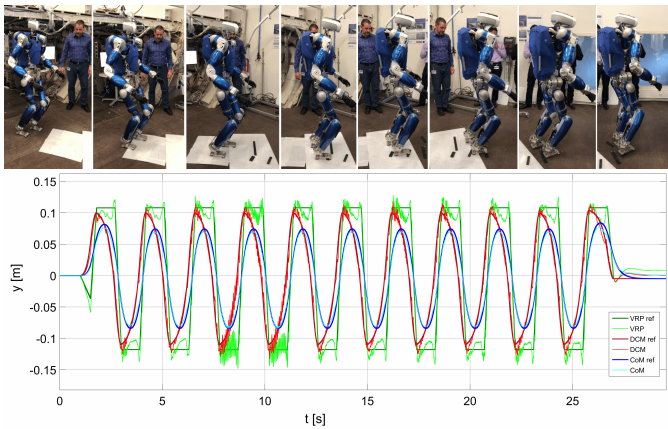 0.15
0.1
0.05
0
-0.05
-0.1
-0.15
y [m]
0
5
10
15
20
25
t [s]
VRP ref
VRP
DCM ref
DCM
CoM ref
CoM